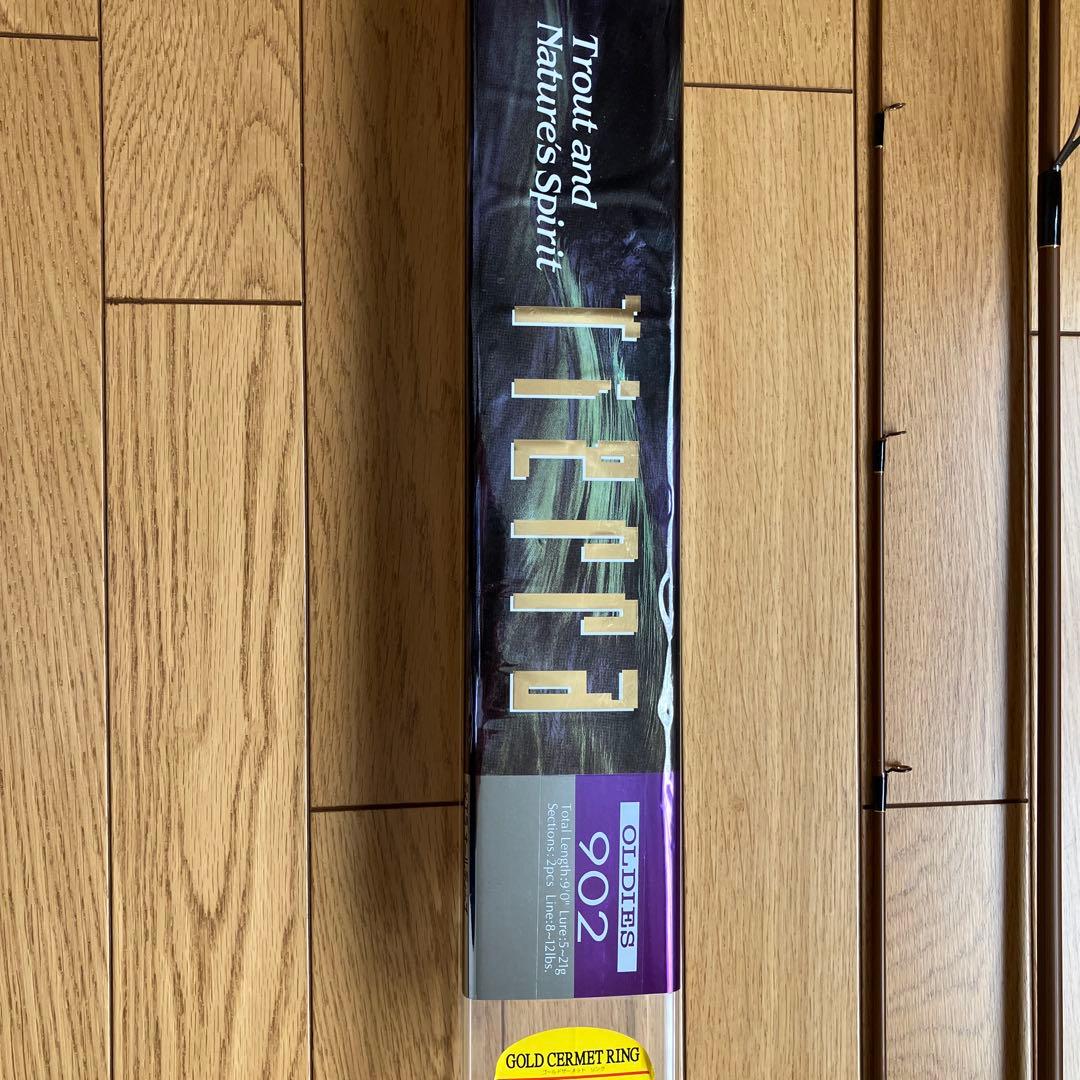 Trout and
Nature's Spirit
Tierra
OLDIES
902
Total Length:9'0" Lure:5~21g
Sections:2pcs Line:8~12lbs.
GOLD CERMET RING
ゴールドサーメット リング